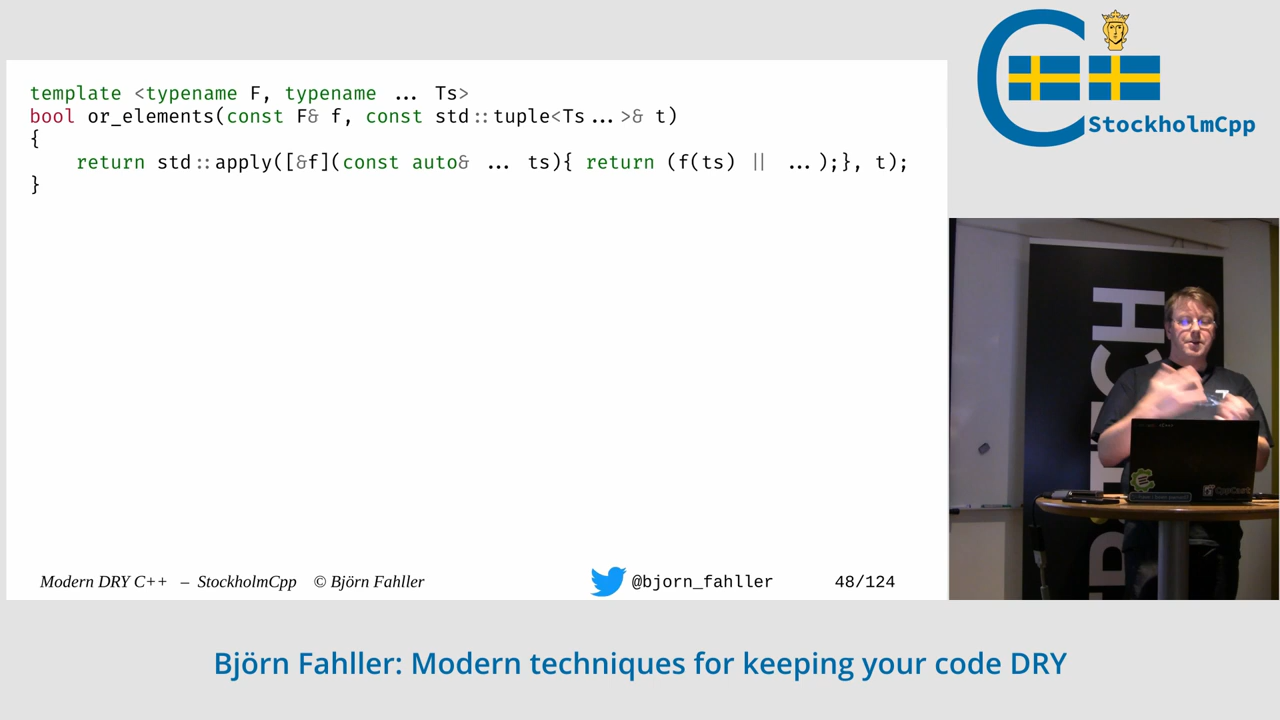 template <typename F, typename ... Ts>
bool or_elements(const F& f, const std::tuple<Ts...>& t)
{
    return std::apply([&f](const auto& ... ts){ return (f(ts) || ...);}, t);
}
Modern DRY C++ – StockholmCpp © Björn Fahller
@bjorn_fahller
48/124
StockholmCpp
Björn Fahller: Modern techniques for keeping your code DRY